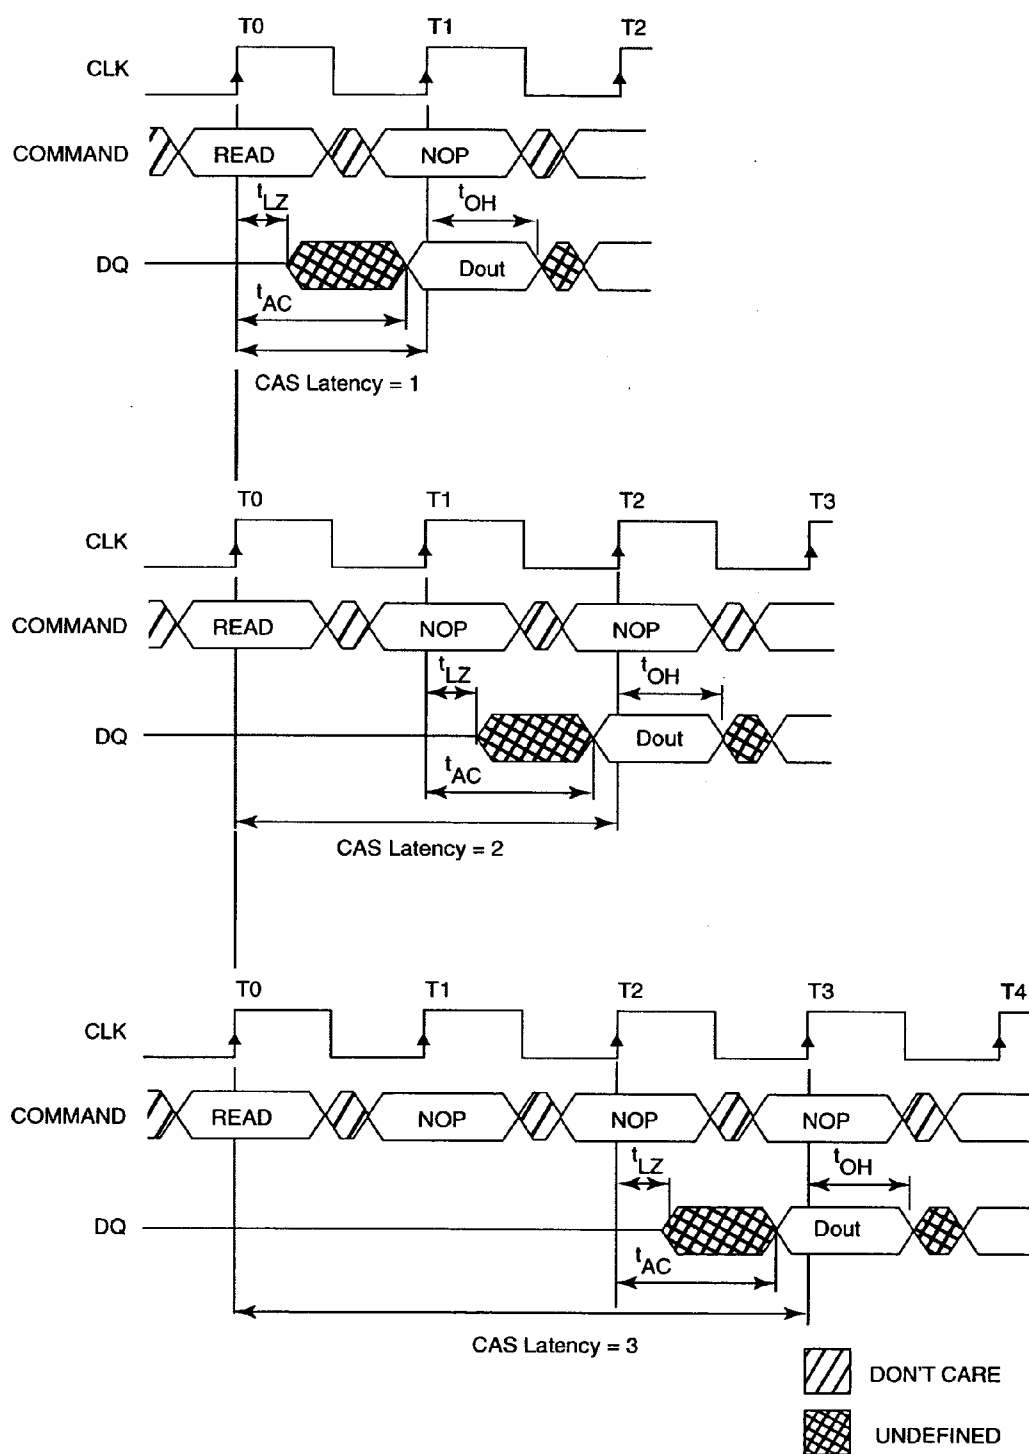 T0 T1 T2
CLK
COMMAND READ NOP
tLZ tOH
DQ Dout
tAC
CAS Latency = 1
T0 T1 T2 T3
CLK
COMMAND READ NOP NOP
tLZ tOH
DQ Dout
tAC
CAS Latency = 2
T0 T1 T2 T3 T4
CLK
COMMAND READ NOP NOP NOP
tLZ tOH
DQ Dout
tAC
CAS Latency = 3
DON'T CARE
UNDEFINED